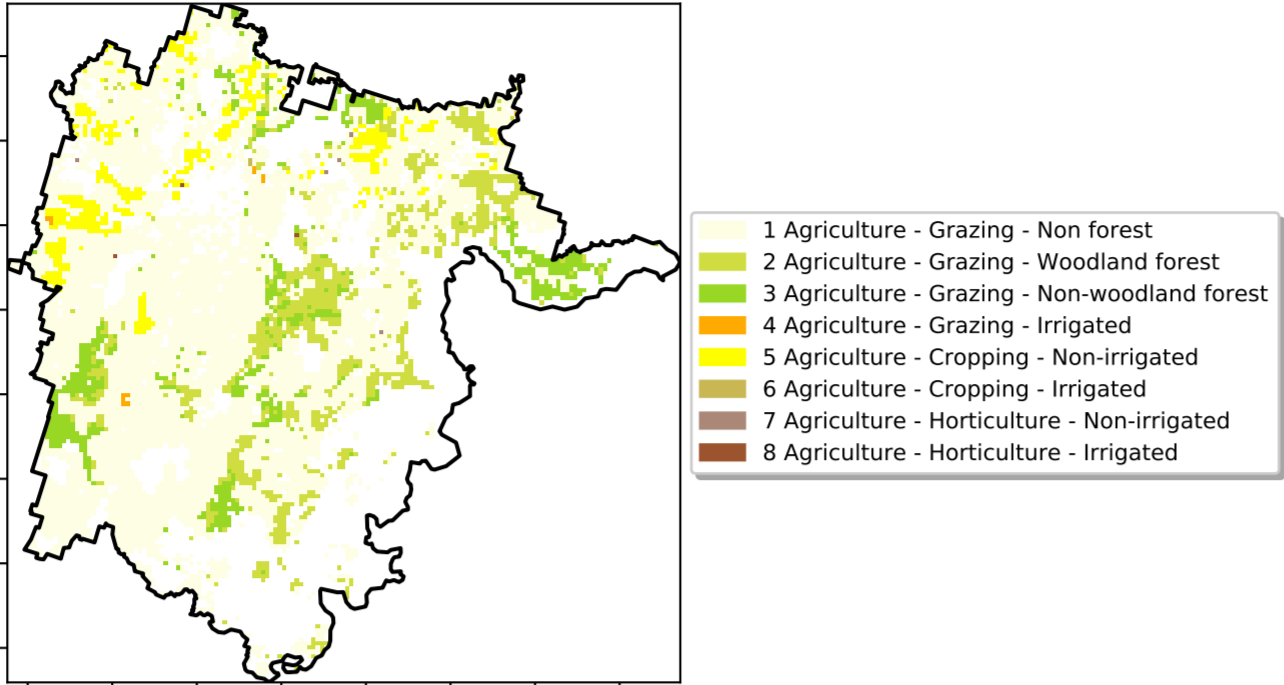 1 Agriculture - Grazing - Non forest
2 Agriculture - Grazing - Woodland forest
3 Agriculture - Grazing - Non-woodland forest
4 Agriculture - Grazing - Irrigated
5 Agriculture - Cropping - Non-irrigated
6 Agriculture - Cropping - Irrigated
7 Agriculture - Horticulture - Non-irrigated
8 Agriculture - Horticulture - Irrigated